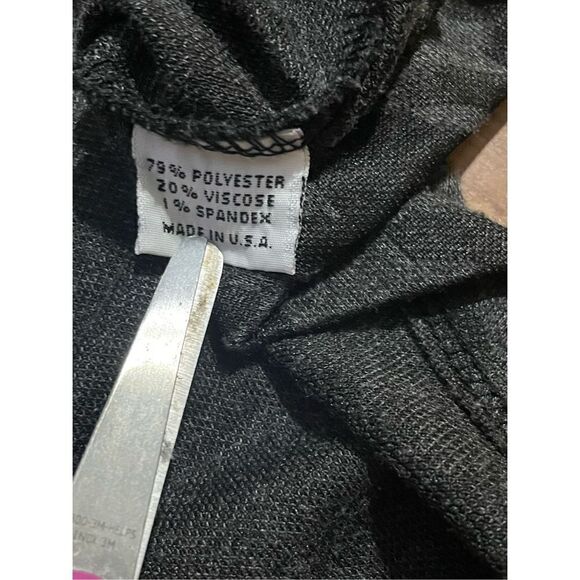 79% POLYESTER
20% VISCOSE
1% SPANDEX
MADE IN U.S.A.